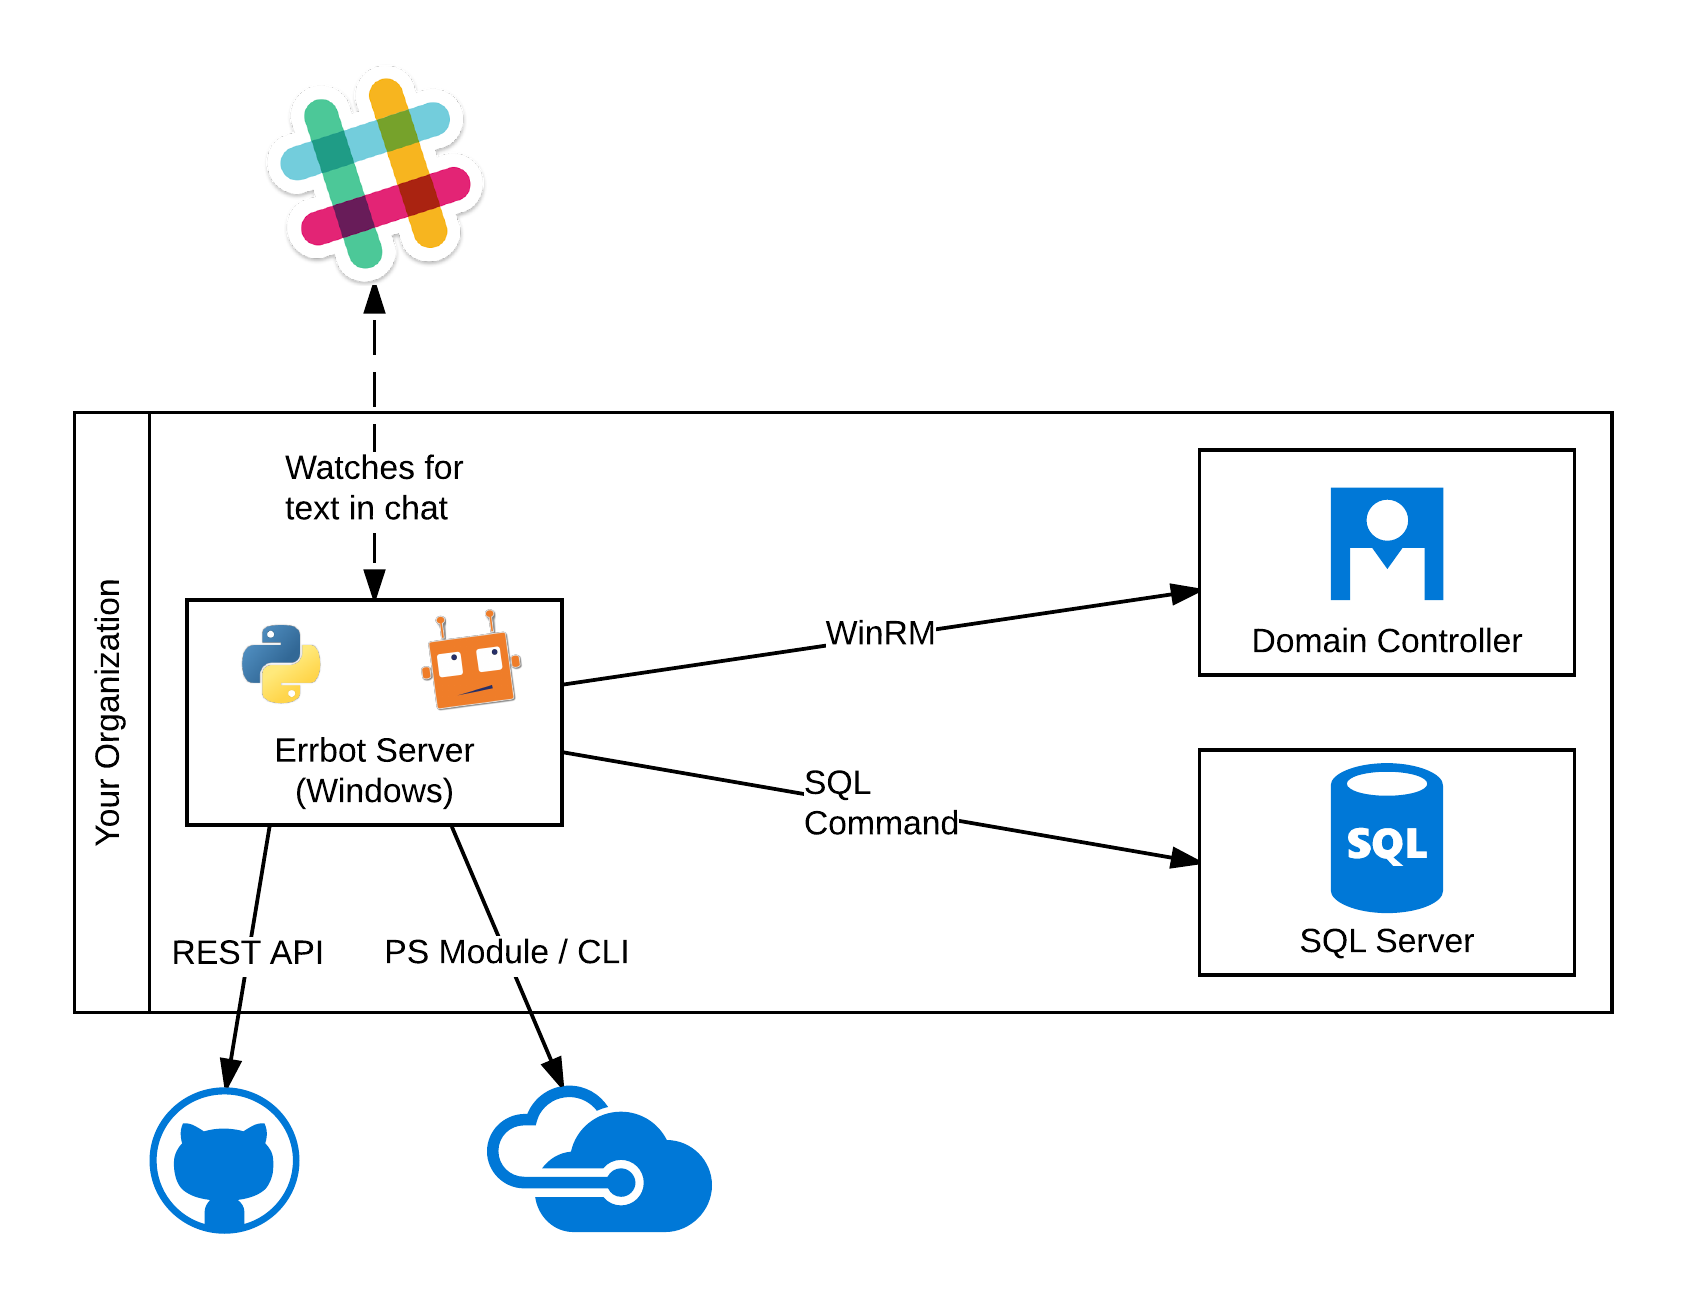 Watches for
text in chat
Your Organization
Errbot Server
(Windows)
WinRM
Domain Controller
SQL
Command
SQL
SQL Server
REST API
PS Module / CLI